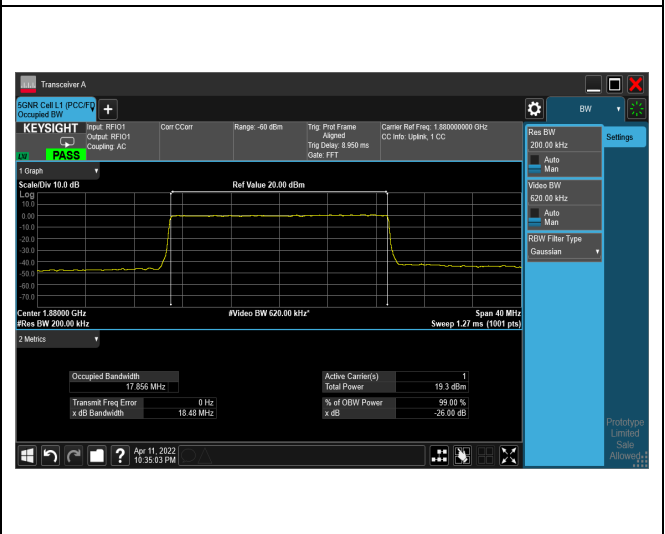 Transceiver A
5GNR Cell L1 (PCC/FD
Occupied BW
+
BW
KEYSIGHT
LXI
PASS
Input: RFIO1
Output: RFIO1
Coupling: AC
Corr CCorr
Range: -60 dBm
Trig: Prot Frame
Aligned
Trig Delay: 8.950 ms
Gate: FFT
Carrier Ref Freq: 1.880000000 GHz
CC Info: Uplink, 1 CC
Res BW
200.00 kHz
Auto
Man
Settings
1 Graph
Scale/Div 10.0 dB
Ref Value 20.00 dBm
Video BW
620.00 kHz
Auto
Man
RBW Filter Type
Gaussian
Log
10.0
0.00
-10.0
-20.0
-30.0
-40.0
-50.0
-60.0
-70.0
Center 1.88000 GHz
#Video BW 620.00 kHz*
Span 40 MHz
#Res BW 200.00 kHz
Sweep 1.27 ms (1001 pts)
2 Metrics
Occupied Bandwidth
17.856 MHz
Active Carrier(s) 1
Total Power 19.3 dBm
Transmit Freq Error 0 Hz
x dB Bandwidth 18.48 MHz
% of OBW Power 99.00 %
x dB -26.00 dB
Prototype
Limited
Sale
Allowed
?
Apr 11, 2022
10:35:03 PM